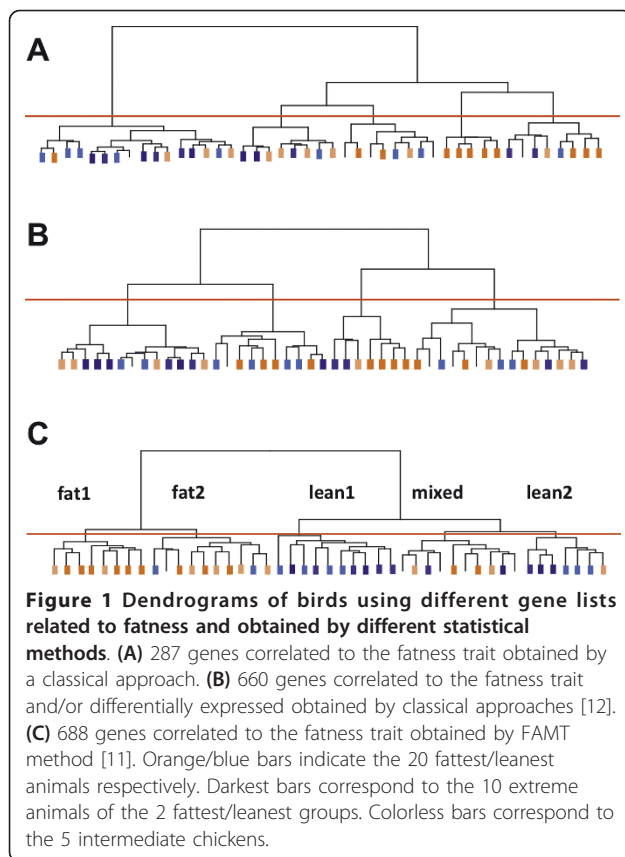 A
B
C
fat1 fat2 lean1 mixed lean2
Figure 1 Dendrograms of birds using different gene lists
related to fatness and obtained by different statistical
methods. (A) 287 genes correlated to the fatness trait obtained by
a classical approach. (B) 660 genes correlated to the fatness trait
and/or differentially expressed obtained by classical approaches [12].
(C) 688 genes correlated to the fatness trait obtained by FAMT
method [11]. Orange/blue bars indicate the 20 fattest/leanest
animals respectively. Darkest bars correspond to the 10 extreme
animals of the 2 fattest/leanest groups. Colorless bars correspond to
the 5 intermediate chickens.